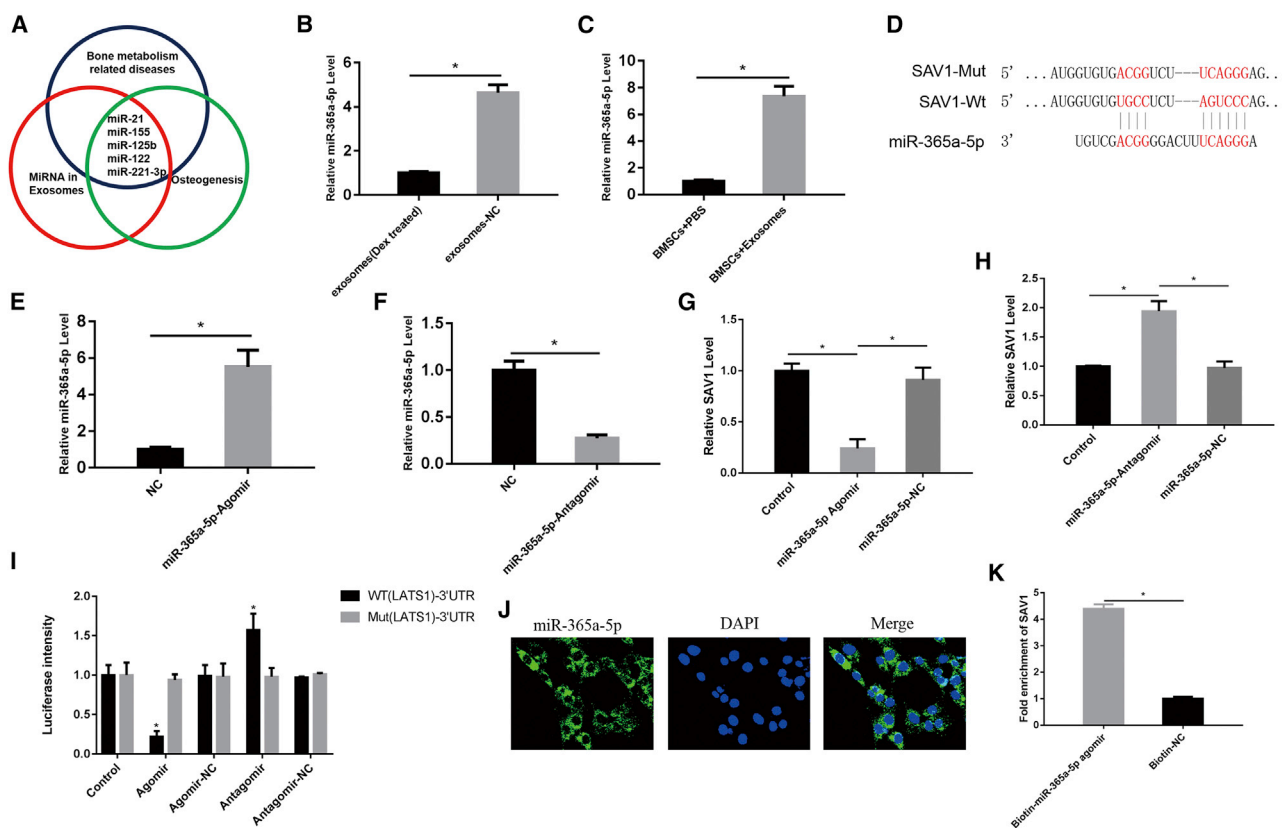 A
Bone metabolism
related diseases
miR-21
miR-155
miR-125b
miR-122
miR-221-3p
MiRNA in
Exosomes
Osteogenesis
B
Relative miR-365a-5p Level
6
4
2
0
*
exosomes(Dex treated)
exosomes-NC
C
Relative miR-365a-5p Level
10
8
6
4
2
0
*
BMSCs+PBS
BMSCs+Exosomes
D
SAV1-Mut 5' ...AUGGUGUGACGGUCU---UCAGGGAG..
SAV1-Wt 5' ...AUGGUGUGUGCCUCU---AGUCCCAG..
miR-365a-5p 3' UGUCGACGGGGACUUUCAGGGA
E
Relative miR-365a-5p Level
8
6
4
2
0
*
NC
miR-365a-5p-Agomir
F
Relative miR-365a-5p Level
1.5
1.0
0.5
0.0
*
NC
miR-365a-5p-Antagomir
G
Relative SAV1 Level
1.5
1.0
0.5
0.0
* *
Control
miR-365a-5p Agomir
miR-365a-5p-NC
H
Relative SAV1 Level
2.5
2.0
1.5
1.0
0.5
0.0
* *
Control
miR-365a-5p-Antagomir
miR-365a-5p-NC
I
Luciferase intensity
2.0
1.5
1.0
0.5
0.0
* *
Control
Agomir
Agomir-NC
Antagomir
Antagomir-NC
WT(LATS1)-3'UTR
Mut(LATS1)-3'UTR
J
miR-365a-5p DAPI Merge
K
Fold enrichment of SAV1
5
4
3
2
1
0
*
Biotin-miR-365a-5p agomir
Biotin-NC